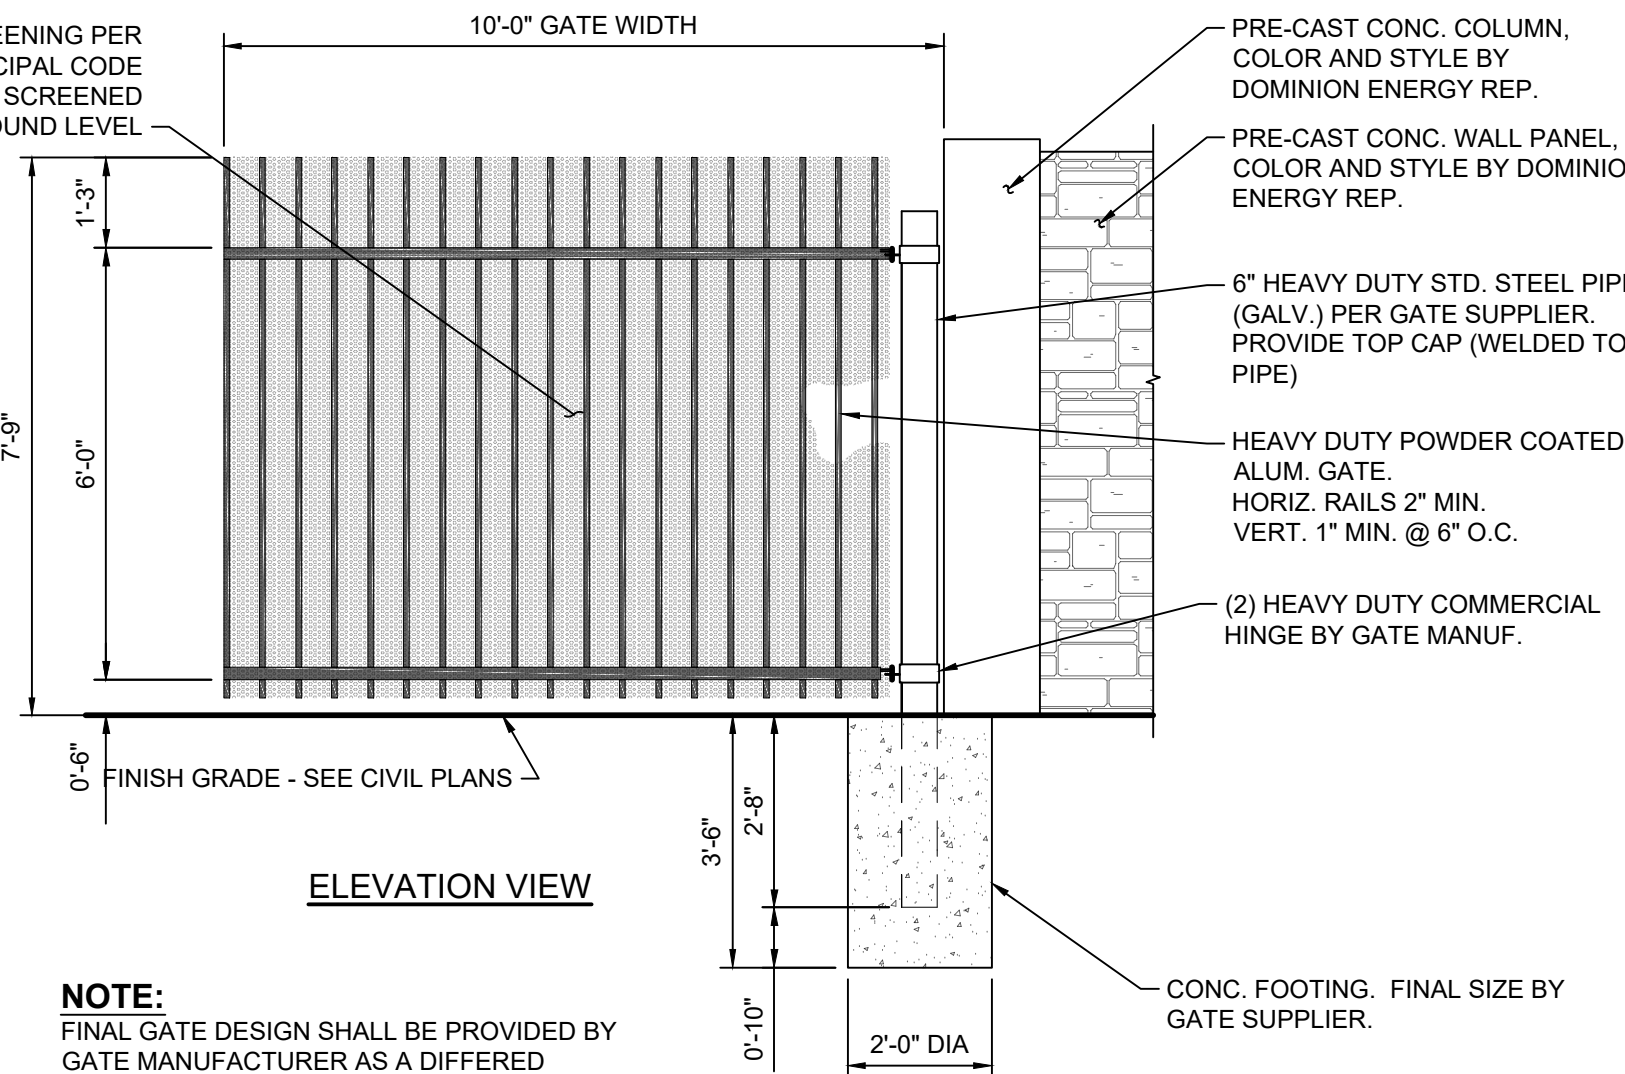 10'-0" GATE WIDTH
PER
CODE
SCREENED
LEVEL
PRE-CAST CONC. COLUMN,
COLOR AND STYLE BY
DOMINION ENERGY REP.
PRE-CAST CONC. WALL PANEL,
COLOR AND STYLE BY
ENERGY REP.
6" HEAVY DUTY STD. STEEL
(GALV.) PER GATE SUPPLIER.
PROVIDE TOP CAP (WELDED TO
PIPE)
HEAVY DUTY POWDER COATED
ALUM. GATE.
HORIZ. RAILS 2" MIN.
VERT. 1" MIN. @ 6" O.C.
(2) HEAVY DUTY COMMERCIAL
HINGE BY GATE MANUF.
1'-3"
7'-9"
6'-0"
0'-6"
FINISH GRADE - SEE CIVIL PLANS
3'-6"
2'-8"
0'-10"
2'-0" DIA
CONC. FOOTING. FINAL SIZE BY
GATE SUPPLIER.
ELEVATION VIEW
NOTE:
FINAL GATE DESIGN SHALL BE PROVIDED BY
GATE MANUFACTURER AS A DIFFERED